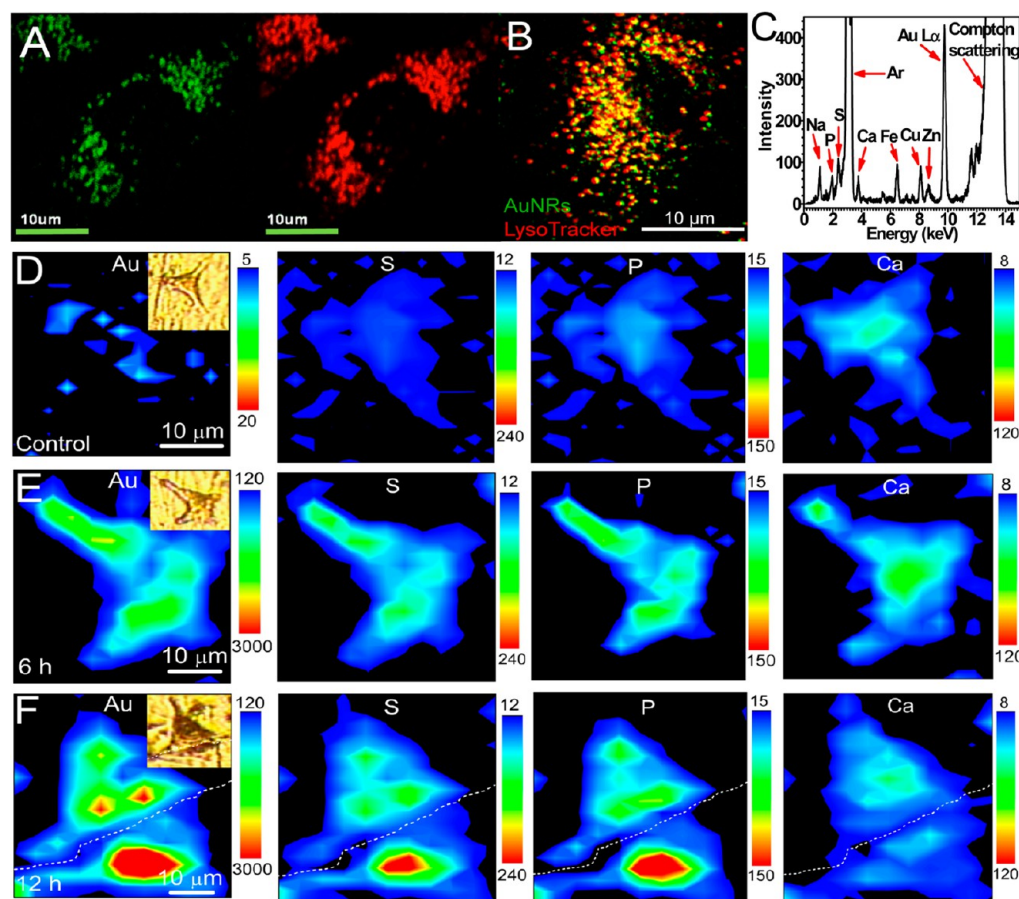 A
10um
10um
B
AuNRs
LysoTracker
10 μm
C
400
300
200
100
0
Intensity
Na
P
S
Ar
Ca
Fe
Cu
Zn
Au Lα
Compton
scattering
0 2 4 6 8 10 12 14
Energy (keV)
D
Au
5
20
Control
10 μm
S
12
240
P
15
150
Ca
8
120
E
Au
120
3000
6 h
10 μm
S
12
240
P
15
150
Ca
8
120
F
Au
120
3000
12 h
10 μm
S
12
240
P
15
150
Ca
8
120